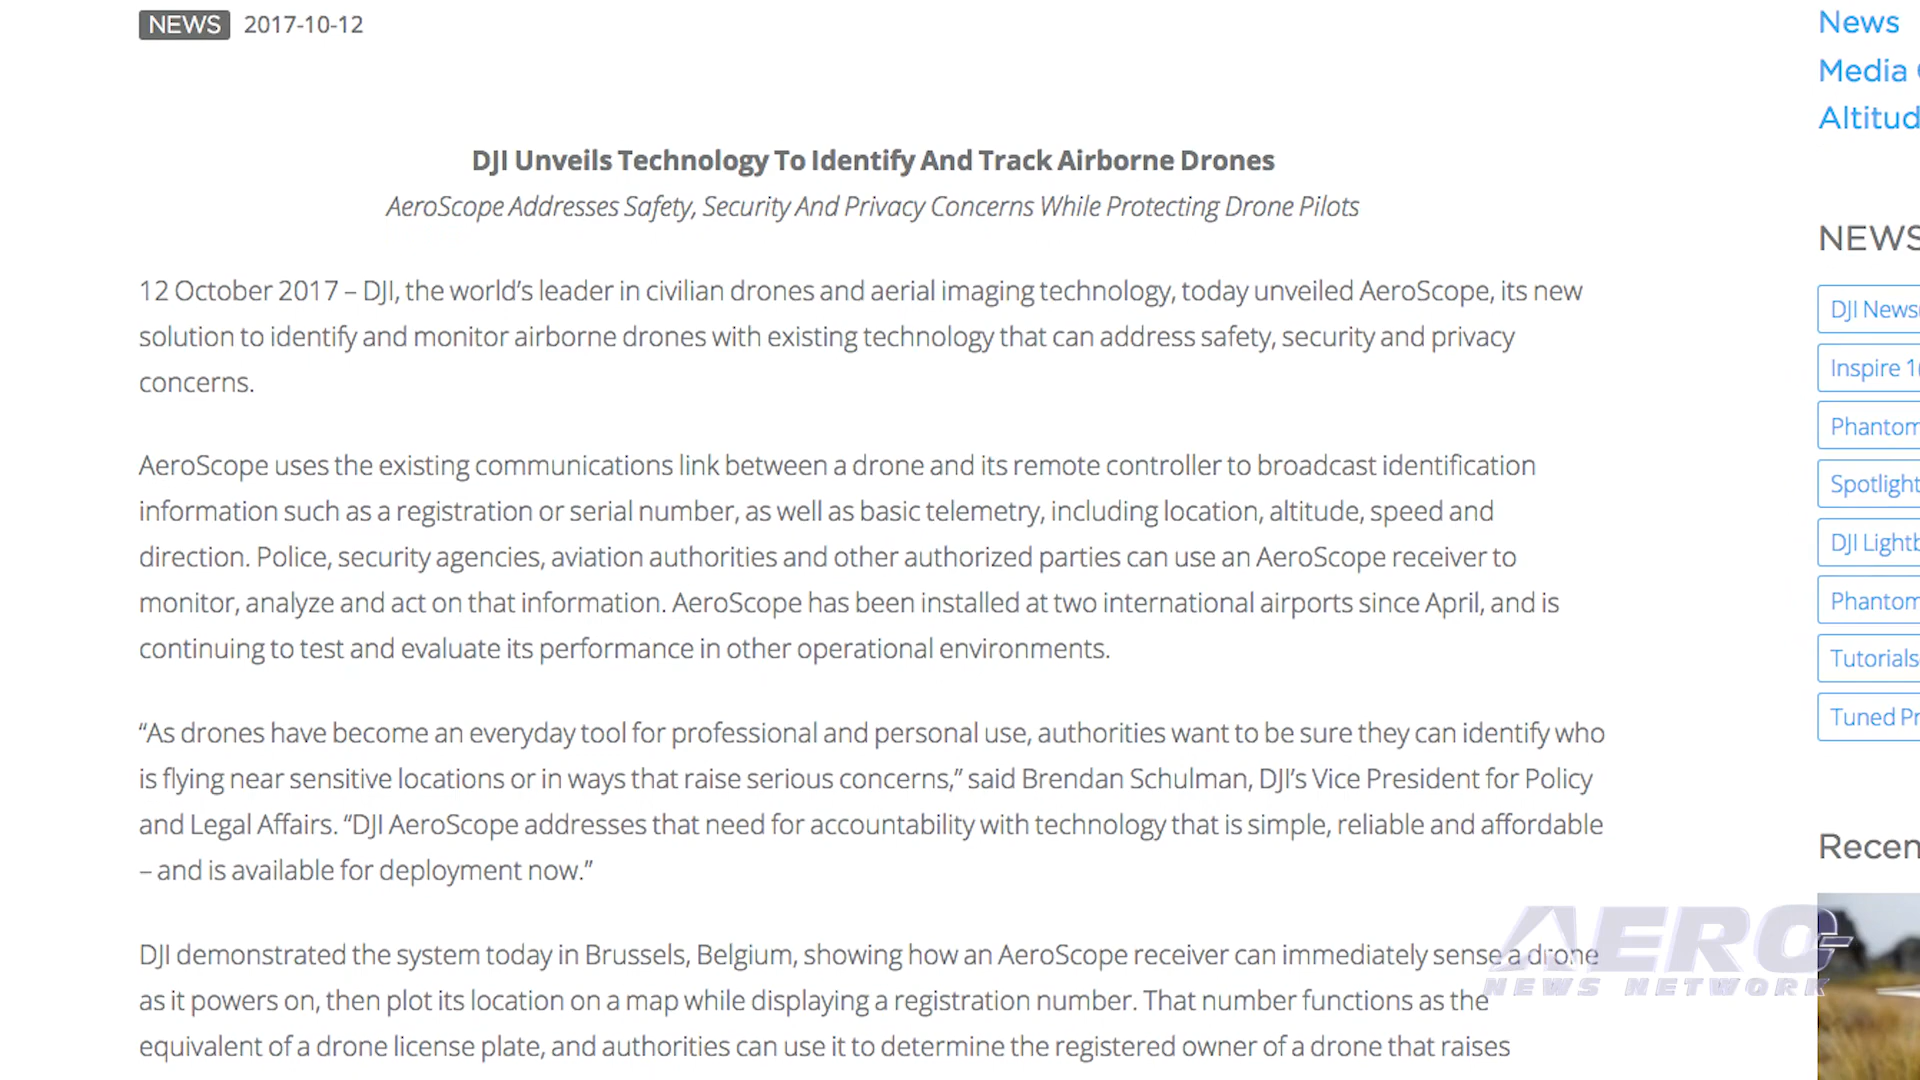 NEWS 2017-10-12
DJI Unveils Technology To Identify And Track Airborne Drones
AeroScope Addresses Safety, Security And Privacy Concerns While Protecting Drone Pilots
12 October 2017 – DJI, the world’s leader in civilian drones and aerial imaging technology, today unveiled AeroScope, its new
solution to identify and monitor airborne drones with existing technology that can address safety, security and privacy
concerns.
AeroScope uses the existing communications link between a drone and its remote controller to broadcast identification
information such as a registration or serial number, as well as basic telemetry, including location, altitude, speed and
direction. Police, security agencies, aviation authorities and other authorized parties can use an AeroScope receiver to
monitor, analyze and act on that information. AeroScope has been installed at two international airports since April, and is
continuing to test and evaluate its performance in other operational environments.
“As drones have become an everyday tool for professional and personal use, authorities want to be sure they can identify who
is flying near sensitive locations or in ways that raise serious concerns,” said Brendan Schulman, DJI’s Vice President for Policy
and Legal Affairs. “DJI AeroScope addresses that need for accountability with technology that is simple, reliable and affordable
– and is available for deployment now.”
DJI demonstrated the system today in Brussels, Belgium, showing how an AeroScope receiver can immediately sense a drone
as it powers on, then plot its location on a map while displaying a registration number. That number functions as the
equivalent of a drone license plate, and authorities can use it to determine the registered owner of a drone that raises
News
Media
Altitud
NEWS
DJI News
Inspire 1
Phantom
Spotlight
DJI Lightb
Phantom
Tutorials
Tuned Pr
Recen
AERO
NEWS NETWORK